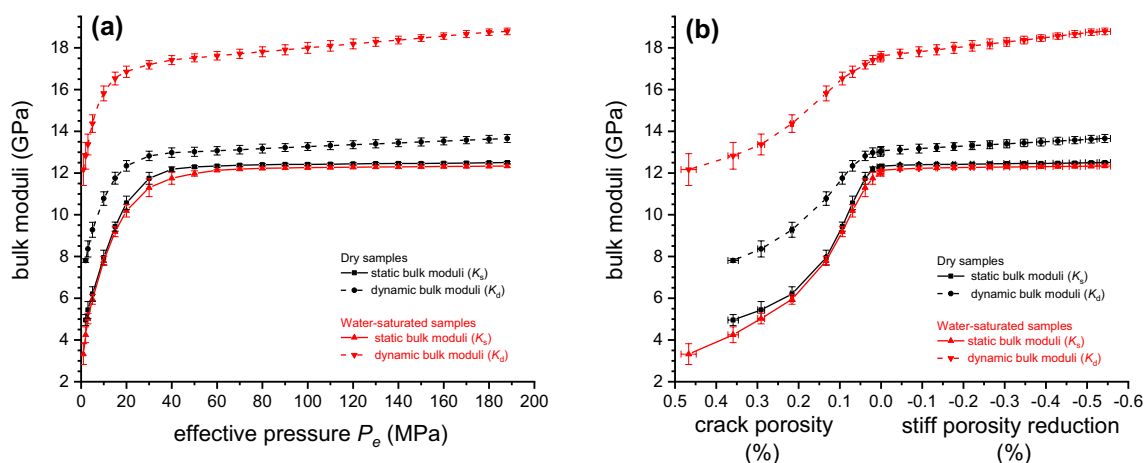 (a)
bulk moduli (GPa)
18
16
14
12
10
8
6
4
2
Dry samples
static bulk moduli (Ks)
dynamic bulk moduli (Kd)
Water-saturated samples
static bulk moduli (Ks)
dynamic bulk moduli (Kd)
0 20 40 60 80 100 120 140 160 180 200
effective pressure Pe (MPa)
(b)
bulk moduli (GPa)
18
16
14
12
10
8
6
4
2
Dry samples
static bulk moduli (Ks)
dynamic bulk moduli (Kd)
Water-saturated samples
static bulk moduli (Ks)
dynamic bulk moduli (Kd)
0.5 0.4 0.3 0.2 0.1 0.0 -0.1 -0.2 -0.3 -0.4 -0.5 -0.6
crack porosity stiff porosity reduction
(%) (%)